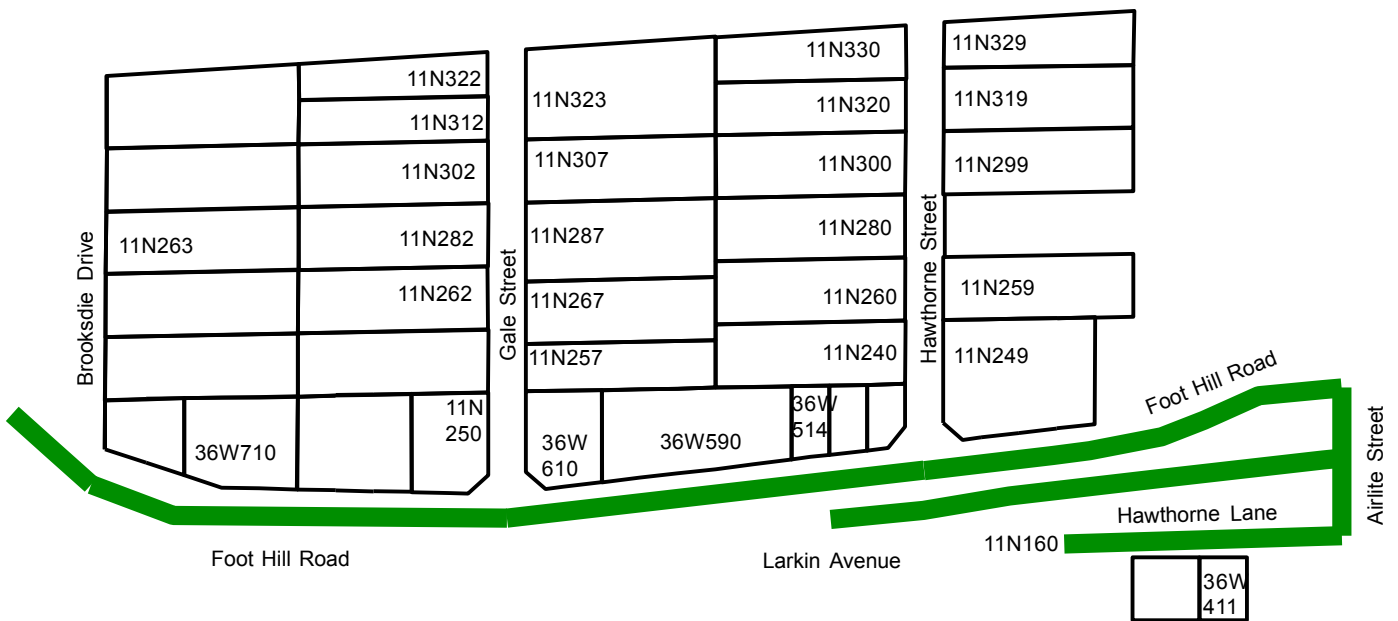 11N330
11N329
11N322
11N323
11N320
11N319
11N312
11N307
11N300
11N299
11N302
11N263
11N282
11N287
11N280
11N262
11N267
11N260
11N259
11N257
11N240
11N249
Brooksdie Drive
Gale Street
Hawthorne Street
Foot Hill Road
Airlite Street
36W710
11N
250
36W
610
36W590
36W
514
Foot Hill Road
Larkin Avenue
Hawthorne Lane
11N160
36W
411